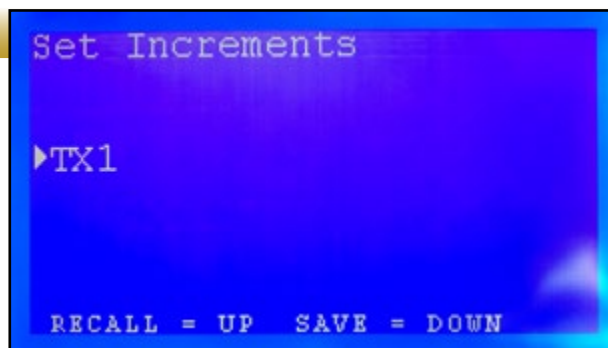 Set Increments
▶TX1
RECALL = UP SAVE = DOWN